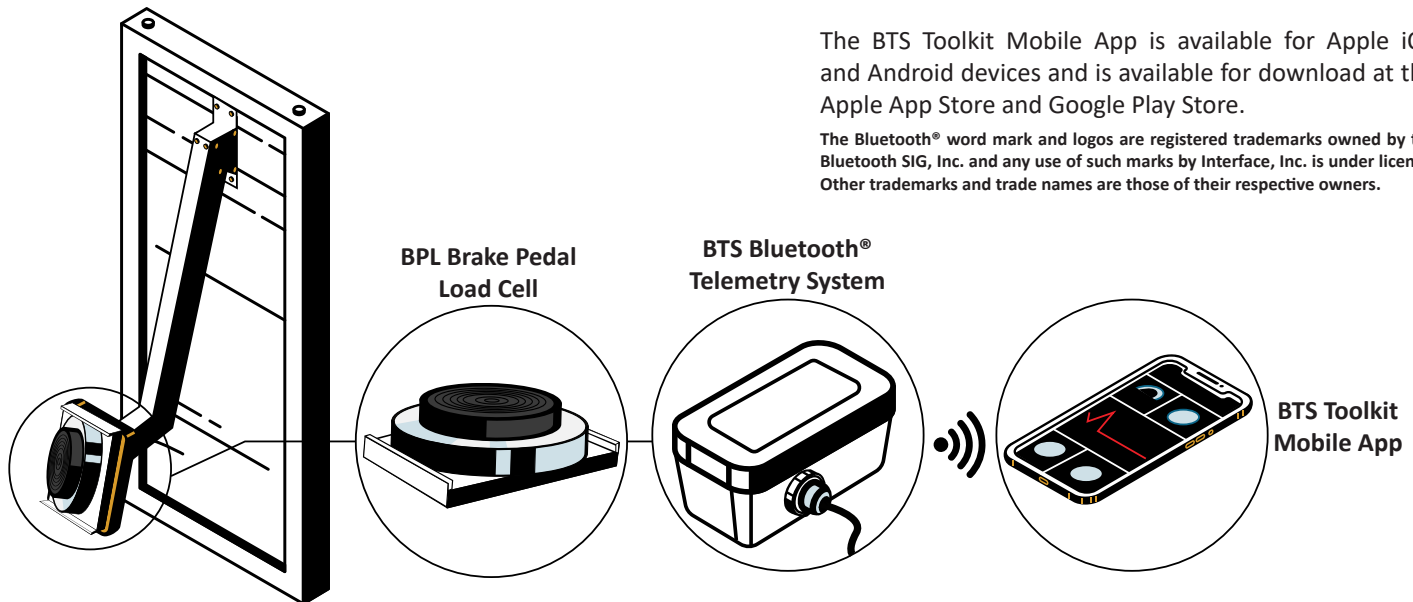 The BTS Toolkit Mobile App is available for Apple
and Android devices and is available for download at
Apple App Store and Google Play Store.
The Bluetooth® word mark and logos are registered trademarks owned by
Bluetooth SIG, Inc. and any use of such marks by Interface, Inc. is under
Other trademarks and trade names are those of their respective owners.
BPL Brake Pedal
Load Cell
BTS Bluetooth®
Telemetry System
BTS Toolkit
Mobile App